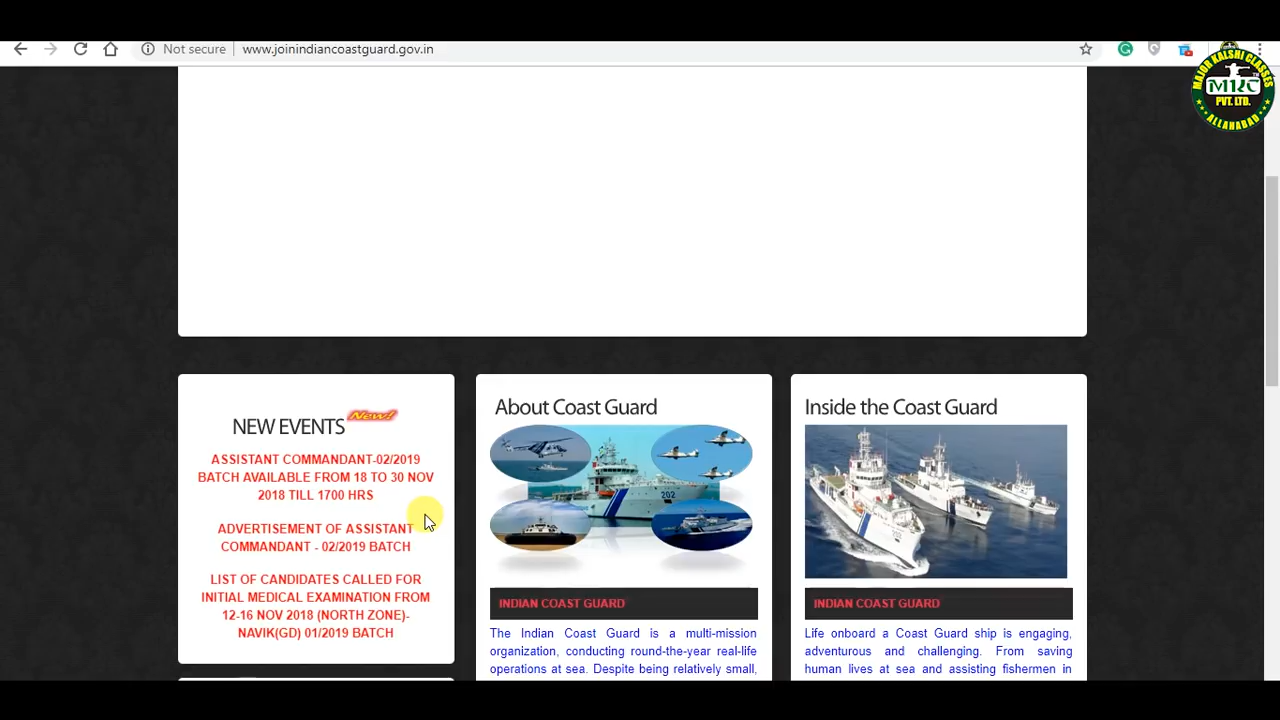 Not secure
www.joinindiancoastguard.gov.in
MAJOR KALSHI CLASSES
MKC
PVT. LTD.
ALLAHABAD
NEW EVENTS New!
ASSISTANT COMMANDANT-02/2019
BATCH AVAILABLE FROM 18 TO 30 NOV
2018 TILL 1700 HRS
ADVERTISEMENT OF ASSISTANT
COMMANDANT - 02/2019 BATCH
LIST OF CANDIDATES CALLED FOR
INITIAL MEDICAL EXAMINATION FROM
12-16 NOV 2018 (NORTH ZONE)-
NAVIK(GD) 01/2019 BATCH
About Coast Guard
202
INDIAN COAST GUARD
The Indian Coast Guard is a multi-mission
organization, conducting round-the-year real-life
operations at sea. Despite being relatively small,
Inside the Coast Guard
INDIAN COAST GUARD
Life onboard a Coast Guard ship is engaging,
adventurous and challenging. From saving
human lives at sea and assisting fishermen in